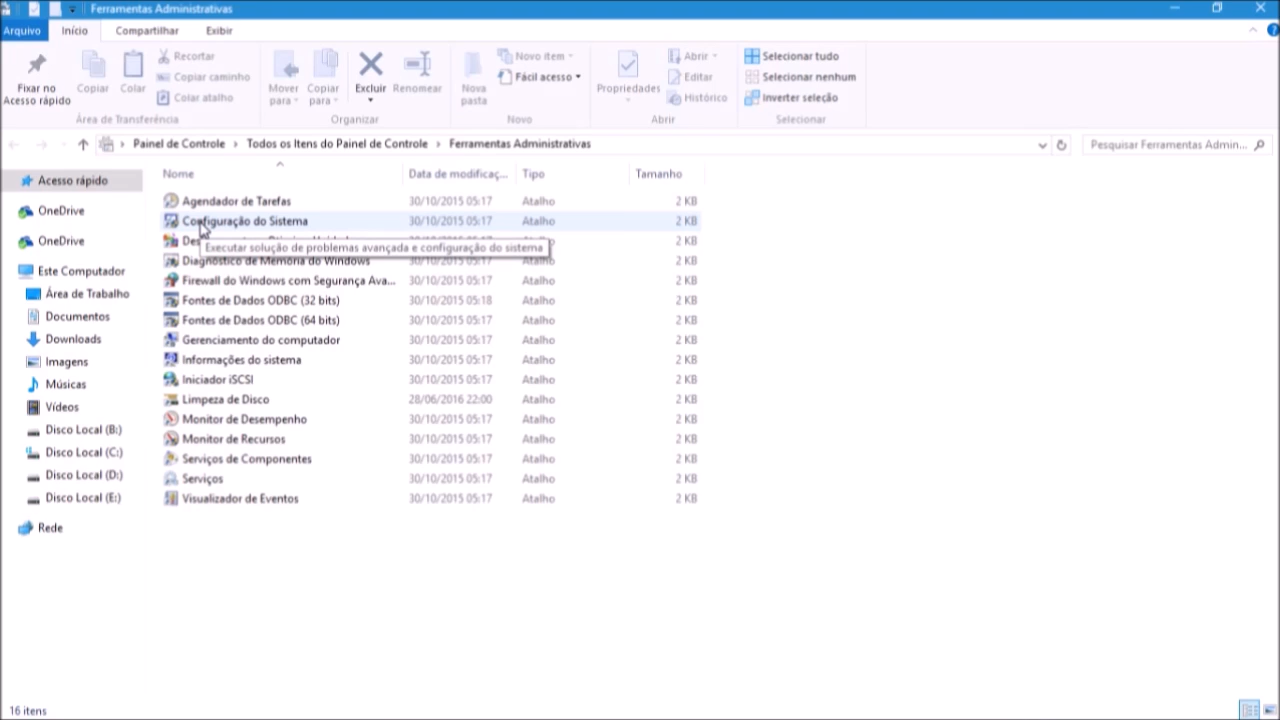 Ferramentas Administrativas
Arquivo Início Compartilhar Exibir
Fixar no Acesso rápido
Copiar
Colar
Recortar
Copiar caminho
Colar atalho
Área de Transferência
Mover para
Copiar para
Excluir
Renomear
Organizar
Nova pasta
Novo item
Fácil acesso
Novo
Propriedades
Abrir
Editar
Histórico
Abrir
Selecionar tudo
Selecionar nenhum
Inverter seleção
Selecionar
Painel de Controle › Todos os Itens do Painel de Controle › Ferramentas Administrativas
Pesquisar Ferramentas Admin...
Acesso rápido
OneDrive
OneDrive
Este Computador
Área de Trabalho
Documentos
Downloads
Imagens
Músicas
Vídeos
Disco Local (B:)
Disco Local (C:)
Disco Local (D:)
Disco Local (E:)
Rede
Nome Data de modificaç... Tipo Tamanho
Agendador de Tarefas 30/10/2015 05:17 Atalho 2 KB
Configuração do Sistema 30/10/2015 05:17 Atalho 2 KB
2 KB
Executar solução de problemas avançada e configuração do sistema
Diagnóstico de Memória do Windows 30/10/2015 05:17 Atalho 2 KB
Firewall do Windows com Segurança Ava... 30/10/2015 05:17 Atalho 2 KB
Fontes de Dados ODBC (32 bits) 30/10/2015 05:18 Atalho 2 KB
Fontes de Dados ODBC (64 bits) 30/10/2015 05:17 Atalho 2 KB
Gerenciamento do computador 30/10/2015 05:17 Atalho 2 KB
Informações do sistema 30/10/2015 05:17 Atalho 2 KB
Iniciador iSCSI 30/10/2015 05:17 Atalho 2 KB
Limpeza de Disco 28/06/2016 22:00 Atalho 2 KB
Monitor de Desempenho 30/10/2015 05:17 Atalho 2 KB
Monitor de Recursos 30/10/2015 05:17 Atalho 2 KB
Serviços de Componentes 30/10/2015 05:17 Atalho 2 KB
Serviços 30/10/2015 05:17 Atalho 2 KB
Visualizador de Eventos 30/10/2015 05:17 Atalho 2 KB
16 itens